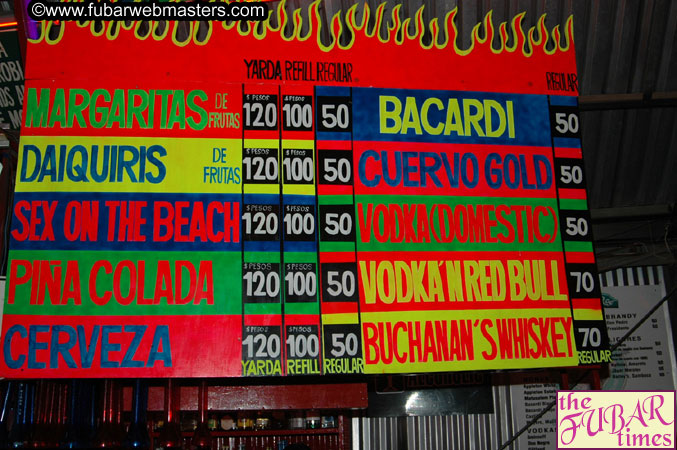 www.fubarwebmasters.com
YARDA REFILL REGULAR
REGULAR
MARGARITAS DE FRUTAS $ PESOS 120 $ PESOS 100 50
BACARDI 50
DAIQUIRIS DE FRUTAS $ PESOS 120 $ PESOS 100 50
CUERVO GOLD 50
SEX ON THE BEACH $ PESOS 120 $ PESOS 100 50
VODKA (DOMESTIC) 50
PIÑA COLADA $ PESOS 120 $ PESOS 100 50
VODKA'N RED BULL 70
CERVEZA $ PESOS 120 $ PESOS 100 50
BUCHANAN'S WHISKEY 70
YARDA REFILL REGULAR
REGULAR
BRANDY
the
FUBAR
times